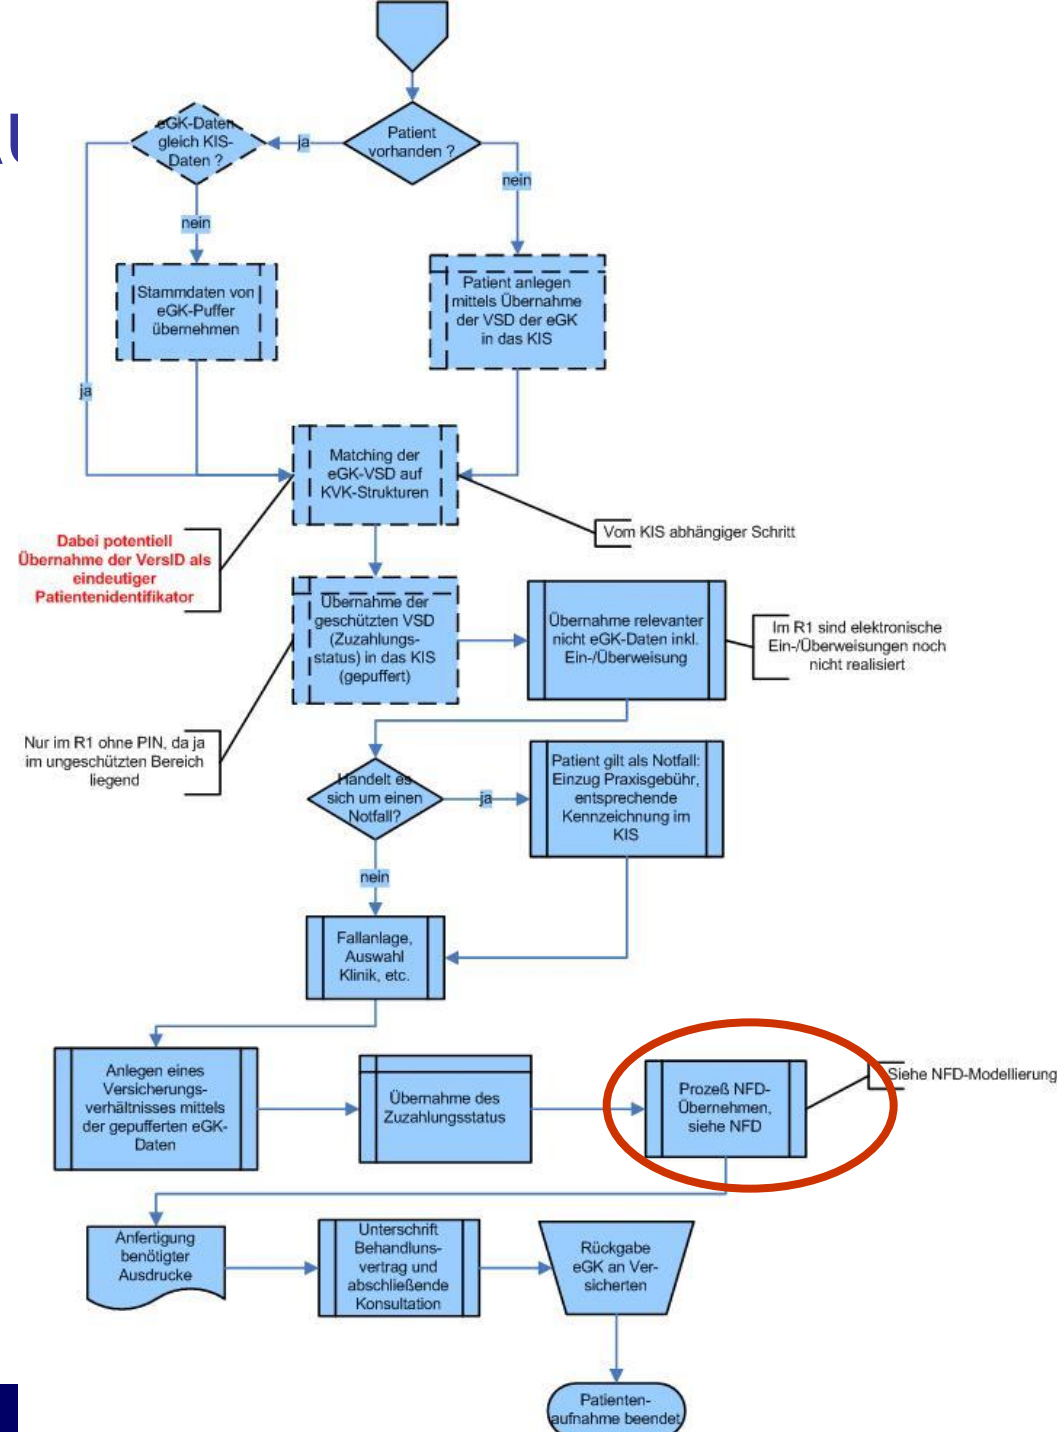 Patient
vorhanden ?
ja
eGK-Daten
gleich KIS-
Daten ?
nein
nein
Stammdaten von
eGK-Puffer
übernehmen
Patient anlegen
mittels Übernahme
der VSD der eGK
in das KIS
ja
Matching der
eGK-VSD auf
KVK-Strukturen
Vom KIS abhängiger Schritt
Dabei potentiell
Übernahme der VersID als
eindeutiger
Patientenidentifikator
Übernahme der
geschützten VSD
(Zuzahlungs-
status) in das KIS
(gepuffert)
Übernahme relevanter
nicht eGK-Daten inkl.
Ein-/Überweisung
Im R1 sind elektronische
Ein-/Überweisungen noch
nicht realisiert
Nur im R1 ohne PIN, da ja
im ungeschützten Bereich
liegend
Handelt es
sich um einen
Notfall?
ja
Patient gilt als Notfall:
Einzug Praxisgebühr,
entsprechende
Kennzeichnung im
KIS
nein
Fallanlage,
Auswahl
Klinik, etc.
Anlegen eines
Versicherungs-
verhältnisses mittels
der gepufferten eGK-
Daten
Übernahme des
Zuzahlungsstatus
Prozeß NFD-
Übernehmen,
siehe NFD
Siehe NFD-Modellierung
Anfertigung
benötigter
Ausdrucke
Unterschrift
Behandluns-
vertrag und
abschließende
Konsultation
Rückgabe
eGK an Ver-
sicherten
Patienten-
aufnahme beendet